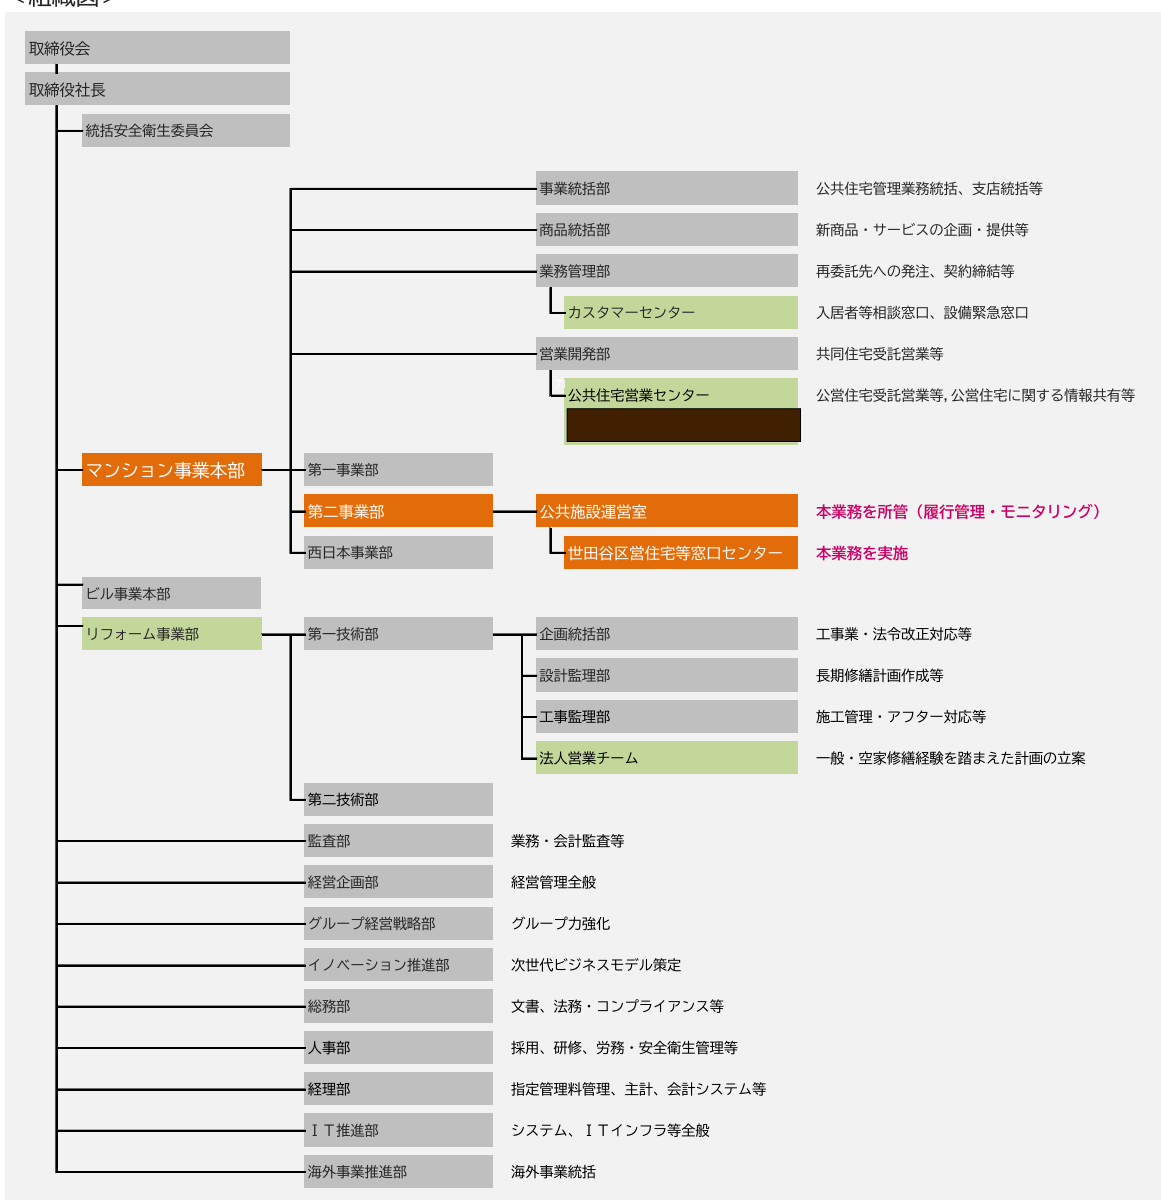 <組織図>
取締役会
取締役社長
統括安全衛生委員会
事業統括部 公共住宅管理業務統括、支店統括等
商品統括部 新商品・サービスの企画・提供等
業務管理部 再委託先への発注、契約締結等
カスタマーセンター 入居者等相談窓口、設備緊急窓口
営業開発部 共同住宅受託営業等
公共住宅営業センター 公営住宅受託営業等,公営住宅に関する情報共有等
マンション事業本部 第一事業部
第二事業部 公共施設運営室 本業務を所管（履行管理・モニタリング）
西日本事業部 世田谷区営住宅等窓口センター 本業務を実施
ビル事業本部
リフォーム事業部 第一技術部 企画統括部 工事業・法令改正対応等
設計監理部 長期修繕計画作成等
工事監理部 施工管理・アフター対応等
法人営業チーム 一般・空家修繕経験を踏まえた計画の立案
第二技術部
監査部 業務・会計監査等
経営企画部 経営管理全般
グループ経営戦略部 グループ力強化
イノベーション推進部 次世代ビジネスモデル策定
総務部 文書、法務・コンプライアンス等
人事部 採用、研修、労務・安全衛生管理等
経理部 指定管理料管理、主計、会計システム等
ＩＴ推進部 システム、ＩＴインフラ等全般
海外事業推進部 海外事業統括